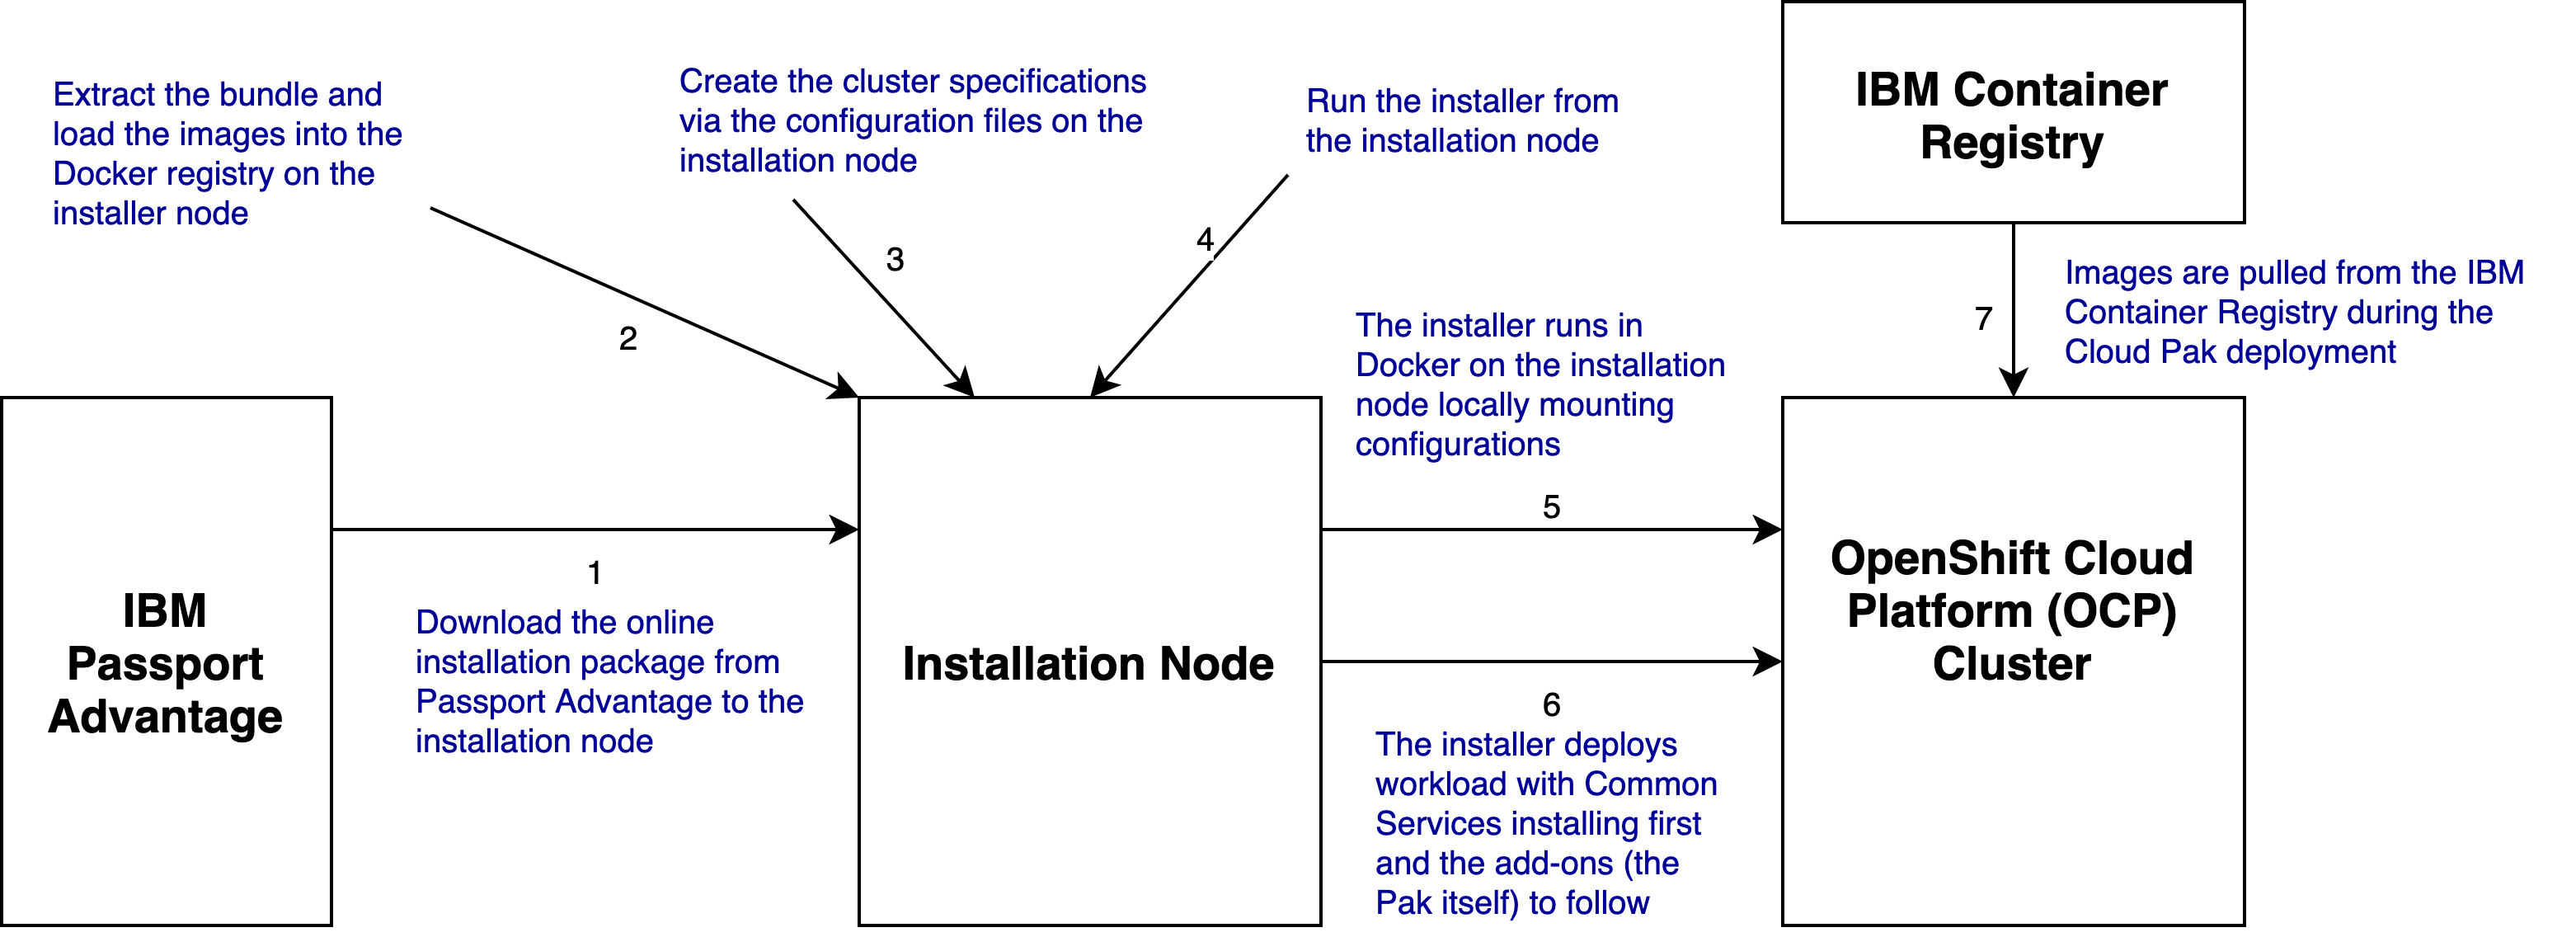 Extract the bundle and
load the images into the
Docker registry on the
installer node
Create the cluster specifications
via the configuration files on the
installation node
Run the installer from
the installation node
IBM Container
Registry
2
3
4
7
Images are pulled from the IBM
Container Registry during the
Cloud Pak deployment
The installer runs in
Docker on the installation
node locally mounting
configurations
IBM
Passport
Advantage
1
Download the online
installation package from
Passport Advantage to the
installation node
Installation Node
5
6
The installer deploys
workload with Common
Services installing first
and the add-ons (the
Pak itself) to follow
OpenShift Cloud
Platform (OCP)
Cluster